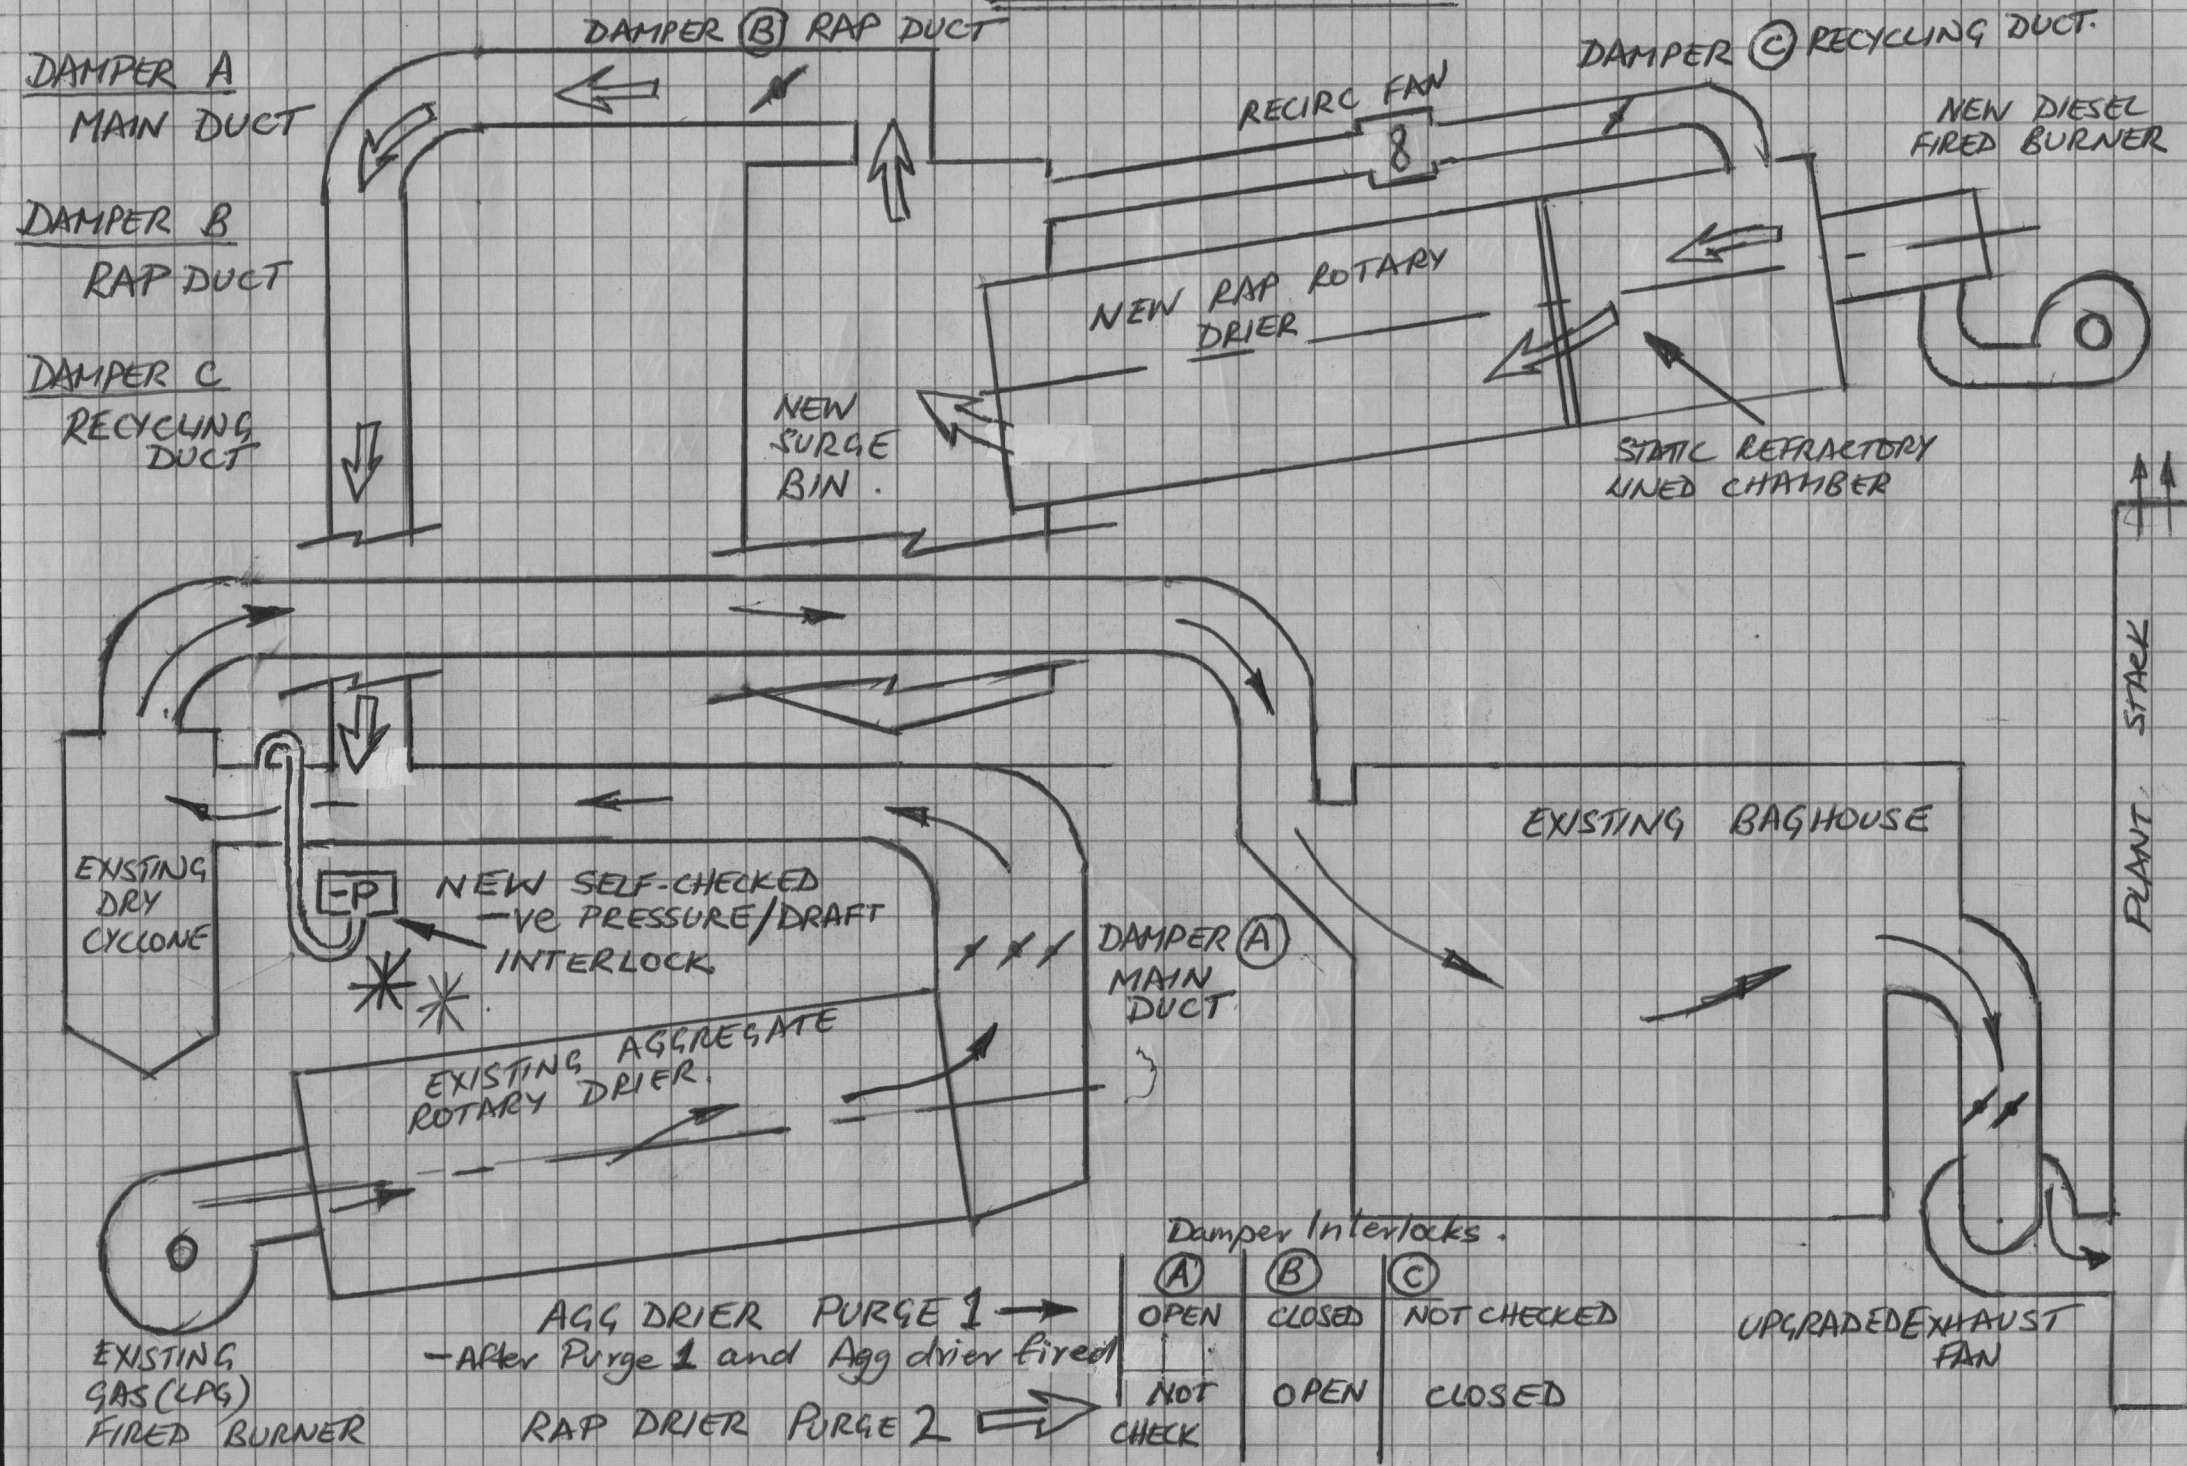 DAMPER (B) RAP DUCT
DAMPER (C) RECYCLING DUCT.
DAMPER A
MAIN DUCT
RECIRC FAN
8
NEW DIESEL
FIRED BURNER
DAMPER B
RAP DUCT
NEW RAP ROTARY
DRIER
DAMPER C
RECYCLING
DUCT
NEW
SURGE
BIN.
STATIC REFRACTORY
LINED CHAMBER
PLANT. STACK
EXISTING BAGHOUSE
EXISTING
DRY
CYCLONE
-P
NEW SELF-CHECKED
-ve PRESSURE/DRAFT
INTERLOCK.
DAMPER (A)
MAIN
DUCT
EXISTING AGGREGATE
ROTARY DRIER.
Damper Interlocks.
(A) (B) (C)
AGG DRIER PURGE 1 → OPEN CLOSED NOT CHECKED
-After Purge 1 and Agg drier fired
RAP DRIER PURGE 2 ⇒ NOT CHECK OPEN CLOSED
EXISTING
GAS (LPG)
FIRED BURNER
UPGRADED EXHAUST
FAN